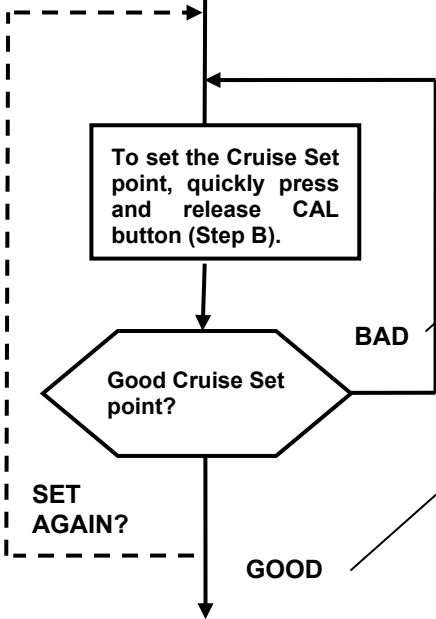 To set the Cruise Set
point, quickly press
and release CAL
button (Step B).
BAD
Good Cruise Set
point?
SET
AGAIN?
GOOD